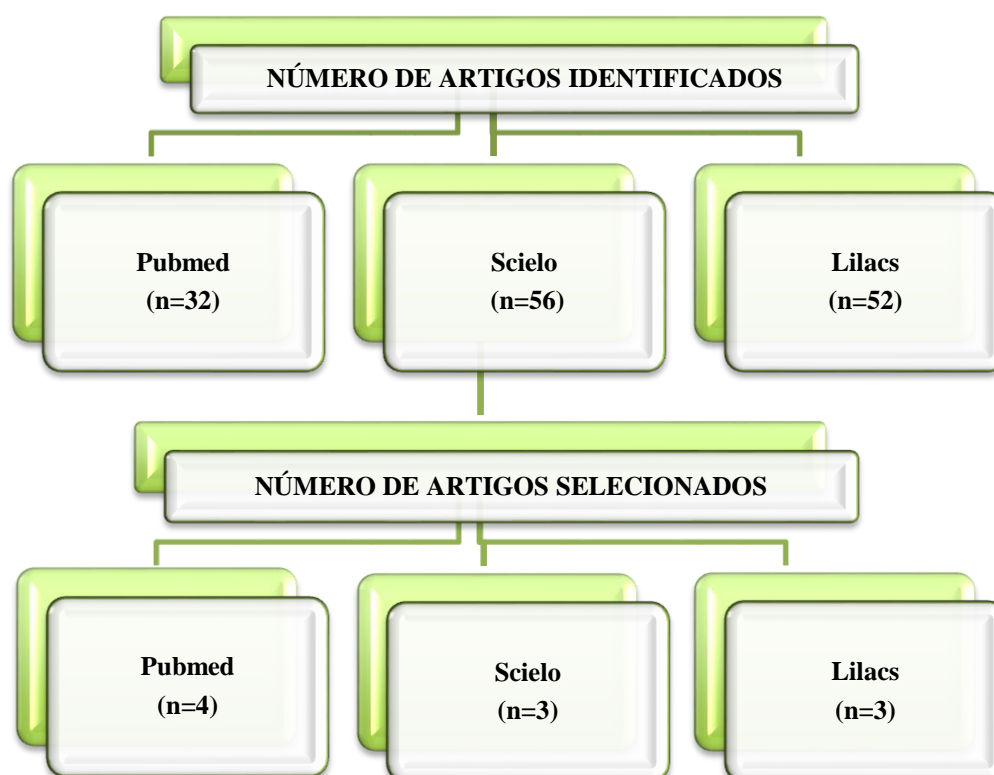 NÚMERO DE ARTIGOS IDENTIFICADOS
Pubmed
(n=32)
Scielo
(n=56)
Lilacs
(n=52)
NÚMERO DE ARTIGOS SELECIONADOS
Pubmed
(n=4)
Scielo
(n=3)
Lilacs
(n=3)